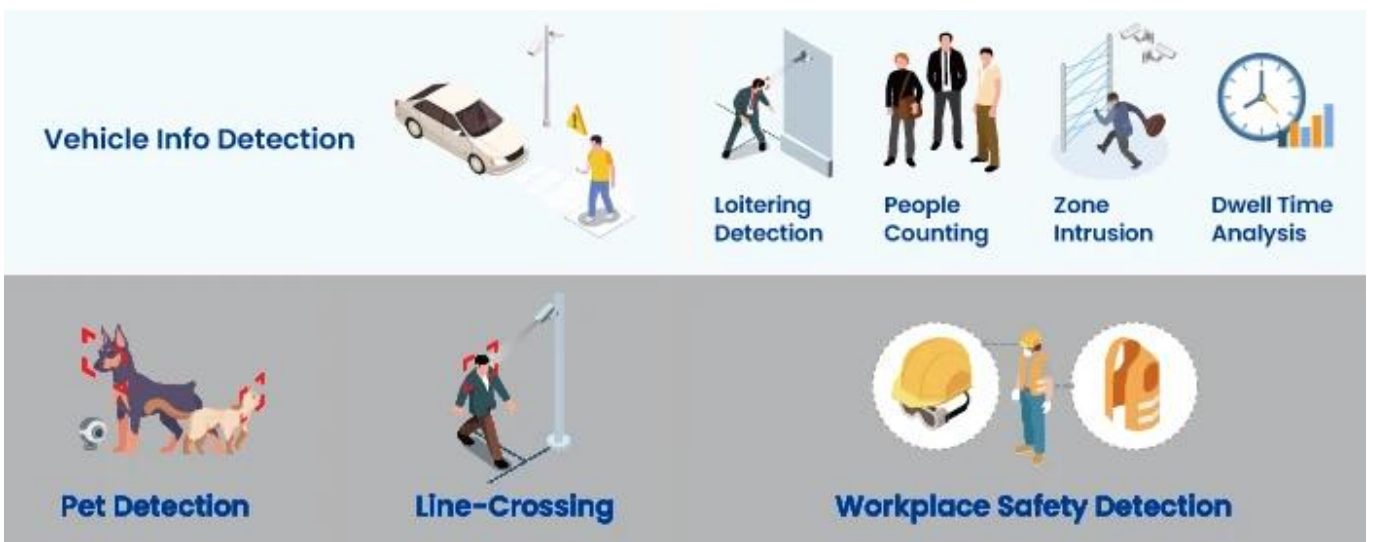 Vehicle Info Detection
Loitering
Detection
People
Counting
Zone
Intrusion
Dwell Time
Analysis
Pet Detection
Line-Crossing
Workplace Safety Detection